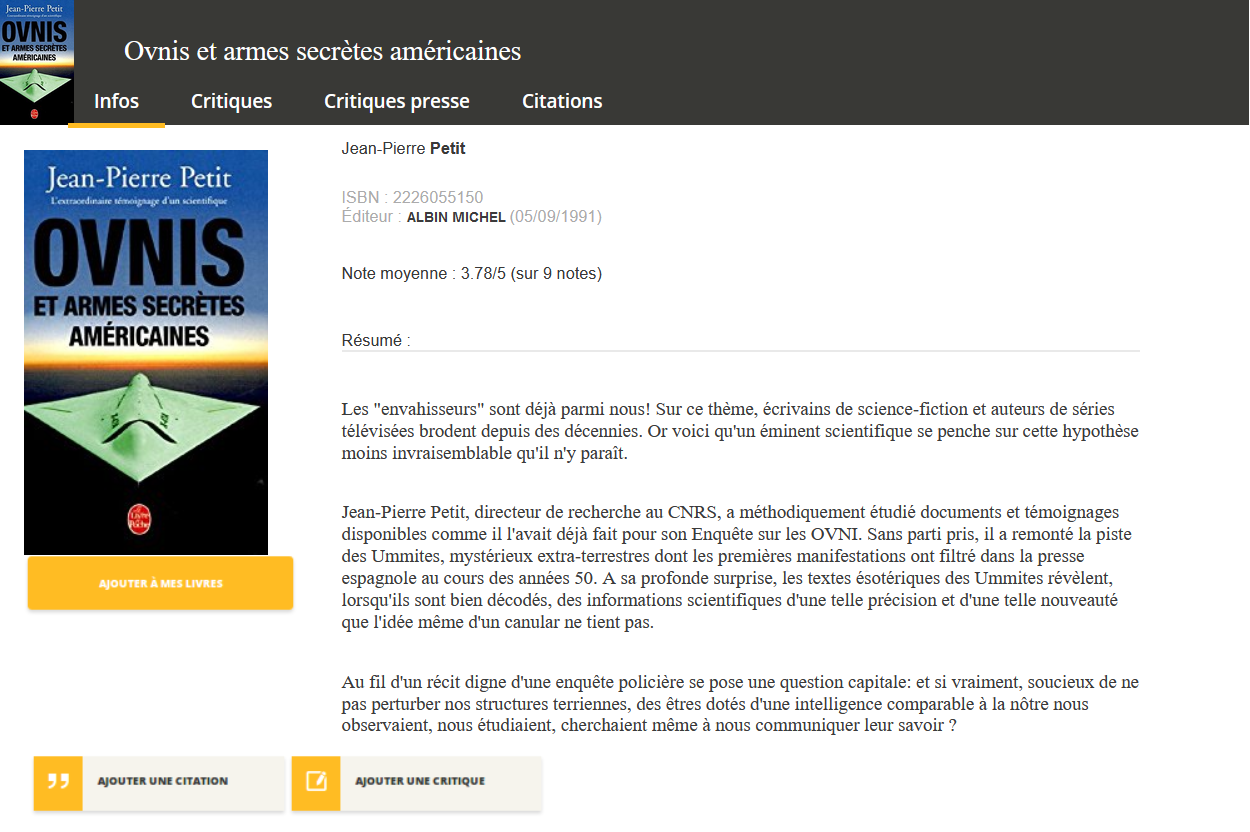 Jean-Pierre Petit
L'extraordinaire témoignage d'un scientifique
OVNIS
ET ARMES SECRÈTES
AMÉRICAINES
Ovnis et armes secrètes américaines
Infos Critiques Critiques presse Citations
Jean-Pierre Petit
L'extraordinaire témoignage d'un scientifique
OVNIS
ET ARMES SECRÈTES
AMÉRICAINES
Le Livre de Poche
AJOUTER À MES LIVRES
Jean-Pierre Petit
ISBN : 2226055150
Éditeur : ALBIN MICHEL (05/09/1991)
Note moyenne : 3.78/5 (sur 9 notes)
Résumé :
Les "envahisseurs" sont déjà parmi nous! Sur ce thème, écrivains de science-fiction et auteurs de séries
télévisées brodent depuis des décennies. Or voici qu'un éminent scientifique se penche sur cette hypothèse
moins invraisemblable qu'il n'y paraît.
Jean-Pierre Petit, directeur de recherche au CNRS, a méthodiquement étudié documents et témoignages
disponibles comme il l'avait déjà fait pour son Enquête sur les OVNI. Sans parti pris, il a remonté la piste
des Ummites, mystérieux extra-terrestres dont les premières manifestations ont filtré dans la presse
espagnole au cours des années 50. A sa profonde surprise, les textes ésotériques des Ummites révèlent,
lorsqu'ils sont bien décodés, des informations scientifiques d'une telle précision et d'une telle nouveauté
que l'idée même d'un canular ne tient pas.
Au fil d'un récit digne d'une enquête policière se pose une question capitale: et si vraiment, soucieux de ne
pas perturber nos structures terriennes, des êtres dotés d'une intelligence comparable à la nôtre nous
observaient, nous étudiaient, cherchaient même à nous communiquer leur savoir ?
AJOUTER UNE CITATION AJOUTER UNE CRITIQUE